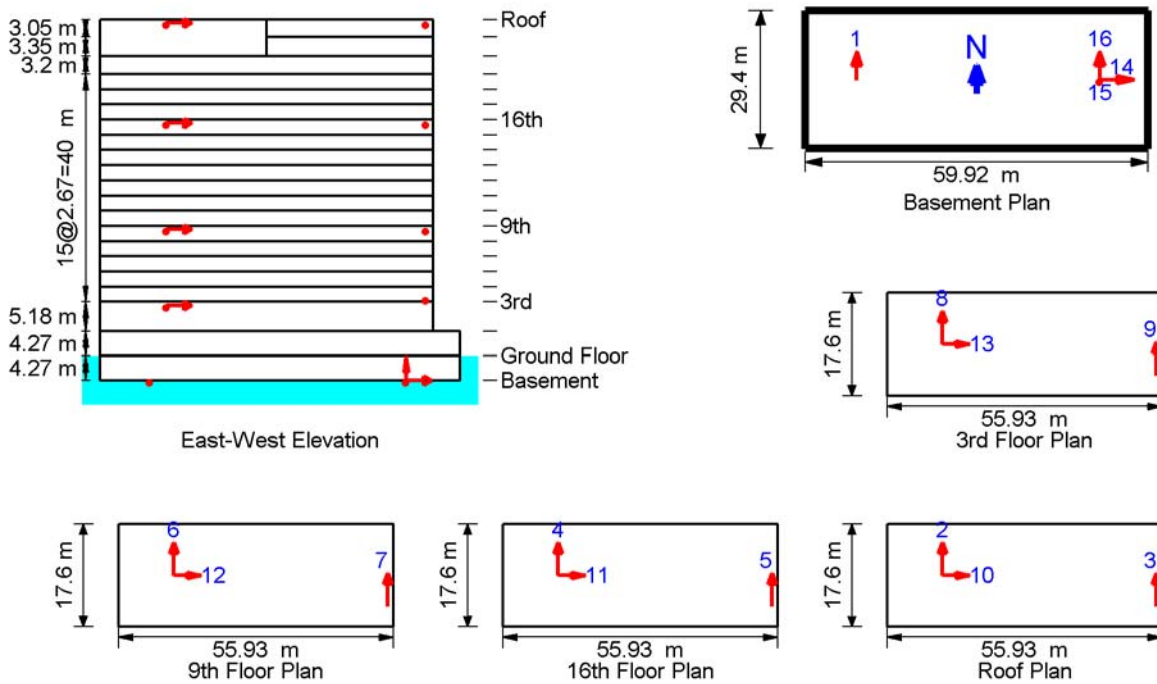 3.05 m
3.35 m
3.2 m
15@2.67=40 m
5.18 m
4.27 m
4.27 m
Roof
16th
9th
3rd
Ground Floor
Basement
East-West Elevation
1
N
16
14
15
29.4 m
59.92 m
Basement Plan
8
13
9
17.6 m
55.93 m
3rd Floor Plan
6
12
7
17.6 m
55.93 m
9th Floor Plan
4
11
5
17.6 m
55.93 m
16th Floor Plan
2
10
3
17.6 m
55.93 m
Roof Plan